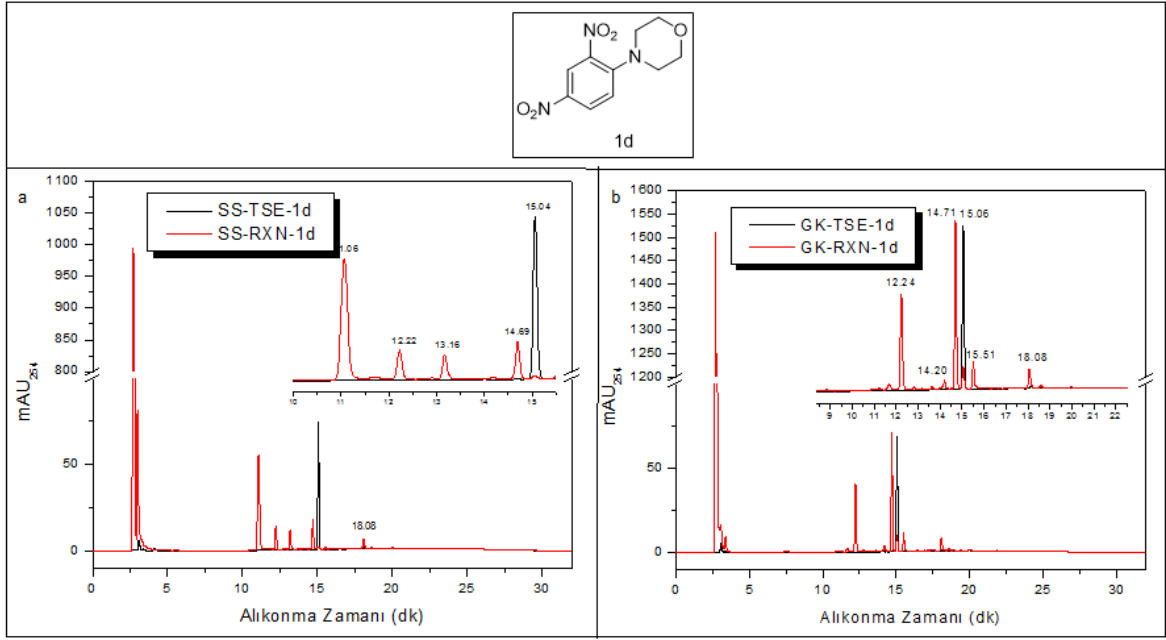 NO₂
O
N
O₂N
1d
a
SS-TSE-1d
SS-RXN-1d
1100
1050
1000
950
900
850
800
50
0
mAU₂₅₄
1.06
12.22
13.16
14.69
15.04
10 11 12 13 14 15
18.08
0 5 10 15 20 25 30
Alıkonma Zamanı (dk)
b
GK-TSE-1d
GK-RXN-1d
1600
1550
1500
1450
1400
1350
1300
1250
1200
50
0
mAU₂₅₄
14.71 15.06
12.24
14.20
15.51
18.08
9 10 11 12 13 14 15 16 17 18 19 20 21 22
0 5 10 15 20 25 30
Alıkonma Zamanı (dk)